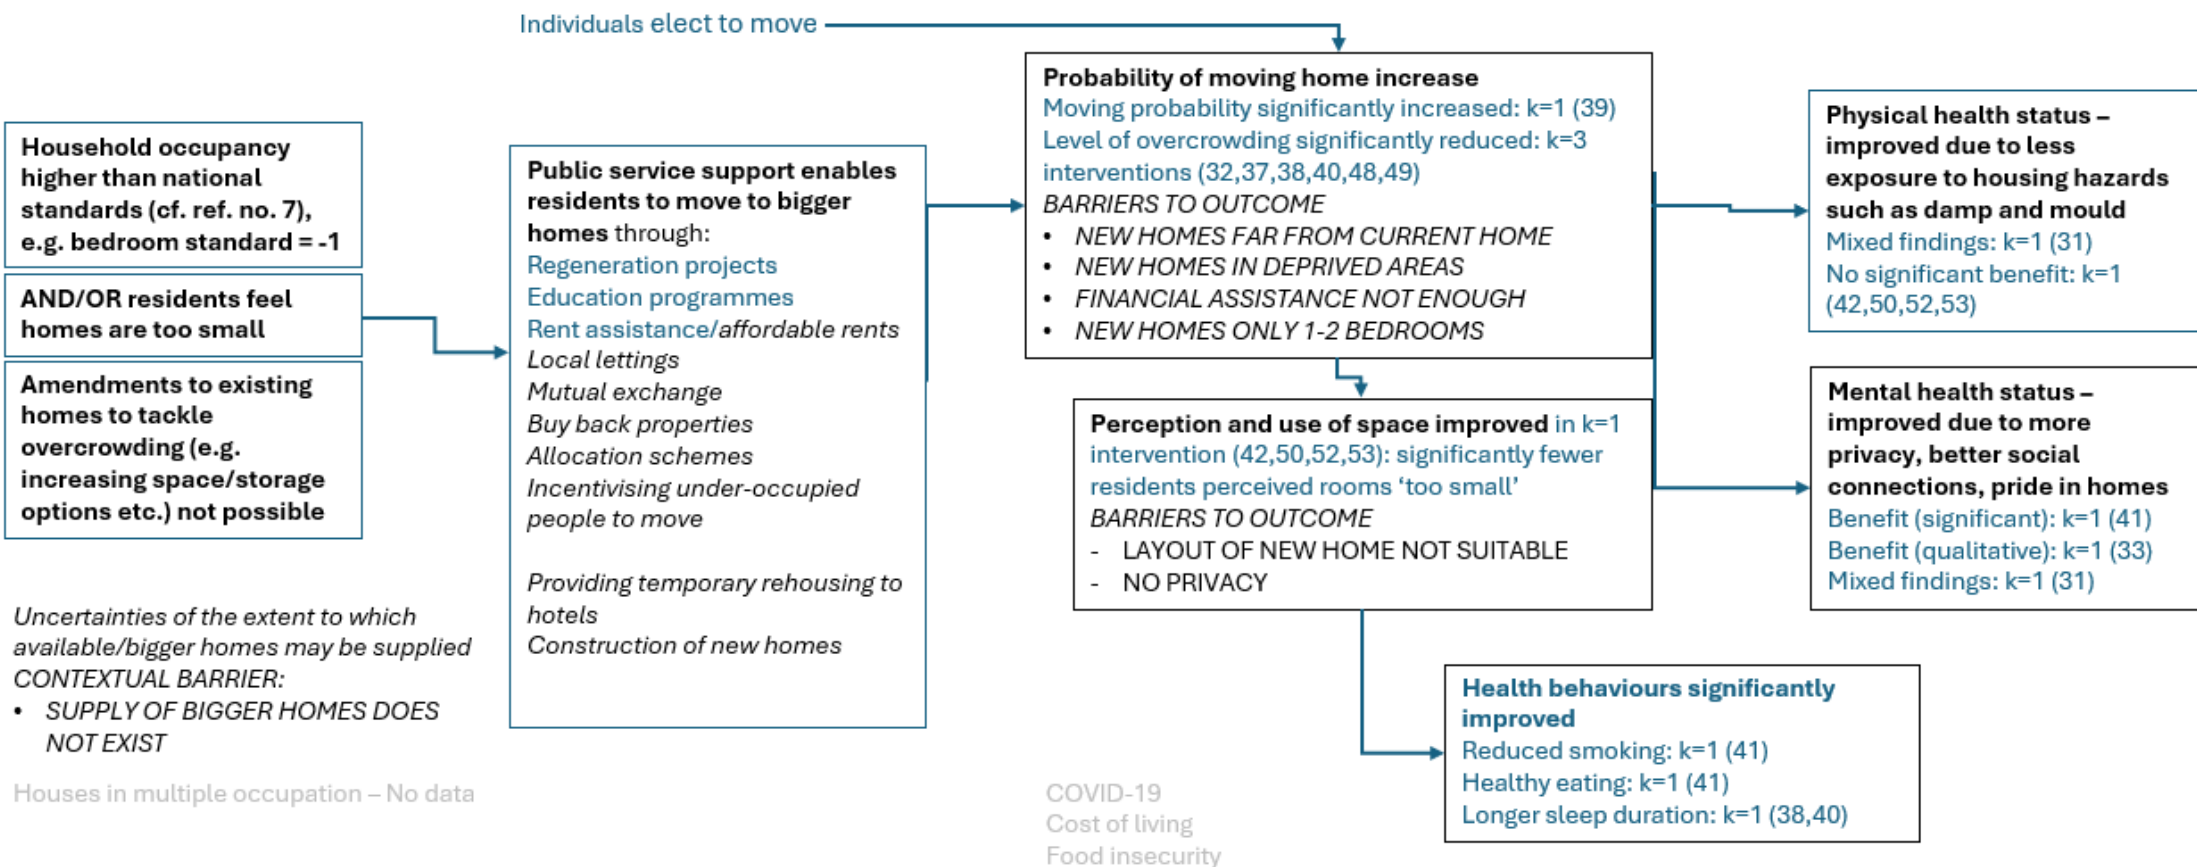 Individuals elect to move
Household occupancy
higher than national
standards (cf. ref. no. 7),
e.g. bedroom standard = -1
AND/OR residents feel
homes are too small
Amendments to existing
homes to tackle
overcrowding (e.g.
increasing space/storage
options etc.) not possible
Uncertainties of the extent to which
available/bigger homes may be supplied
CONTEXTUAL BARRIER:
• SUPPLY OF BIGGER HOMES DOES
NOT EXIST
Houses in multiple occupation – No data
Public service support enables
residents to move to bigger
homes through:
Regeneration projects
Education programmes
Rent assistance/affordable rents
Local lettings
Mutual exchange
Buy back properties
Allocation schemes
Incentivising under-occupied
people to move
Providing temporary rehousing to
hotels
Construction of new homes
Probability of moving home increase
Moving probability significantly increased: k=1 (39)
Level of overcrowding significantly reduced: k=3
interventions (32,37,38,40,48,49)
BARRIERS TO OUTCOME
• NEW HOMES FAR FROM CURRENT HOME
• NEW HOMES IN DEPRIVED AREAS
• FINANCIAL ASSISTANCE NOT ENOUGH
• NEW HOMES ONLY 1-2 BEDROOMS
Perception and use of space improved in k=1
intervention (42,50,52,53): significantly fewer
residents perceived rooms ‘too small’
BARRIERS TO OUTCOME
- LAYOUT OF NEW HOME NOT SUITABLE
- NO PRIVACY
Physical health status –
improved due to less
exposure to housing hazards
such as damp and mould
Mixed findings: k=1 (31)
No significant benefit: k=1
(42,50,52,53)
Mental health status –
improved due to more
privacy, better social
connections, pride in homes
Benefit (significant): k=1 (41)
Benefit (qualitative): k=1 (33)
Mixed findings: k=1 (31)
Health behaviours significantly
improved
Reduced smoking: k=1 (41)
Healthy eating: k=1 (41)
Longer sleep duration: k=1 (38,40)
COVID-19
Cost of living
Food insecurity